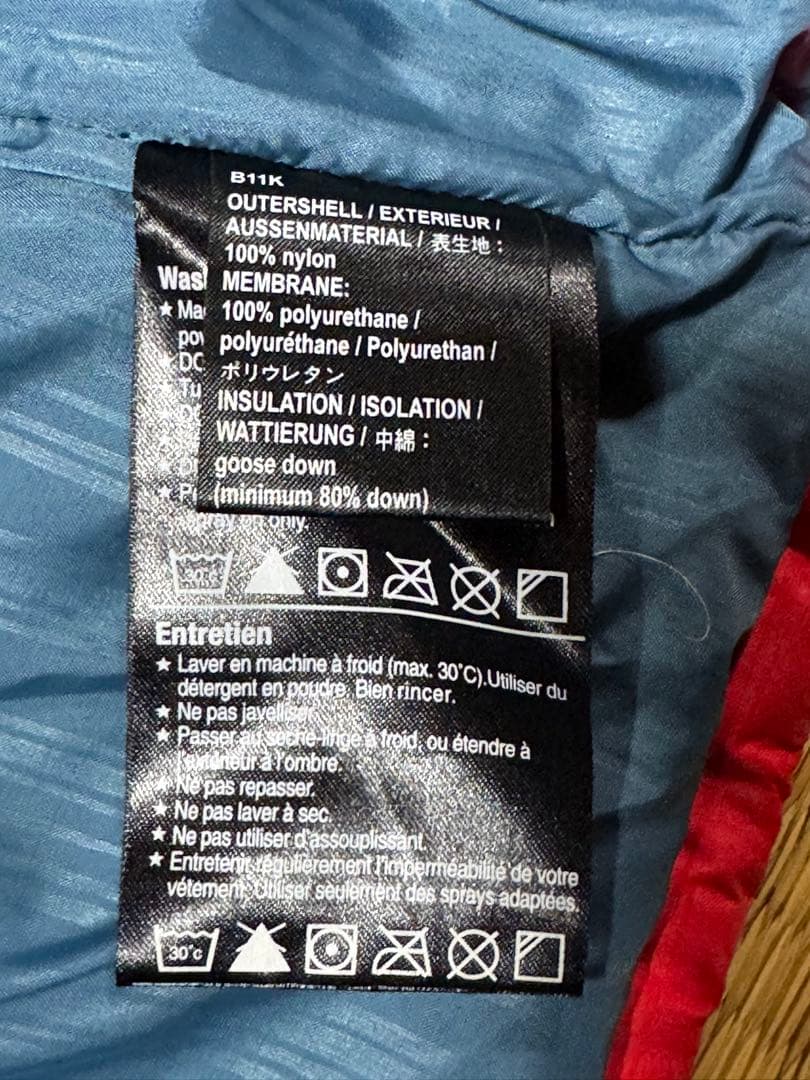 B11K
OUTERSHELL / EXTERIEUR /
AUSSENMATERIAL / 表生地 :
100% nylon
MEMBRANE:
100% polyurethane /
polyuréthane / Polyurethan /
ポリウレタン
INSULATION / ISOLATION /
WATTIERUNG / 中綿 :
goose down
(minimum 80% down)
spray on only.
30°c
Entretien
★ Laver en machine à froid (max. 30°C).Utiliser du
détergent en poudre. Bien rincer.
★ Ne pas javelliser.
★ Passer au sèche-linge à froid, ou étendre à
l'extérieur à l'ombre.
★ Ne pas repasser.
★ Ne pas laver à sec.
★ Ne pas utiliser d'assouplissant.
★ Entretenir régulièrement l'imperméabilité de votre
vêtement. Utiliser seulement des sprays adaptées.
30°c